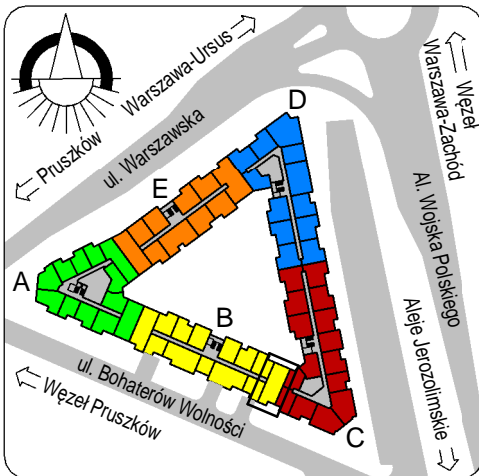 Warszawa-Ursus
Pruszków
ul. Warszawska
D
Węzeł
Warszawa-Zachód
Al. Wojska Polskiego
E
A
B
ul. Bohaterów Wolności
Węzeł Pruszków
Aleje Jerozolimskie
C